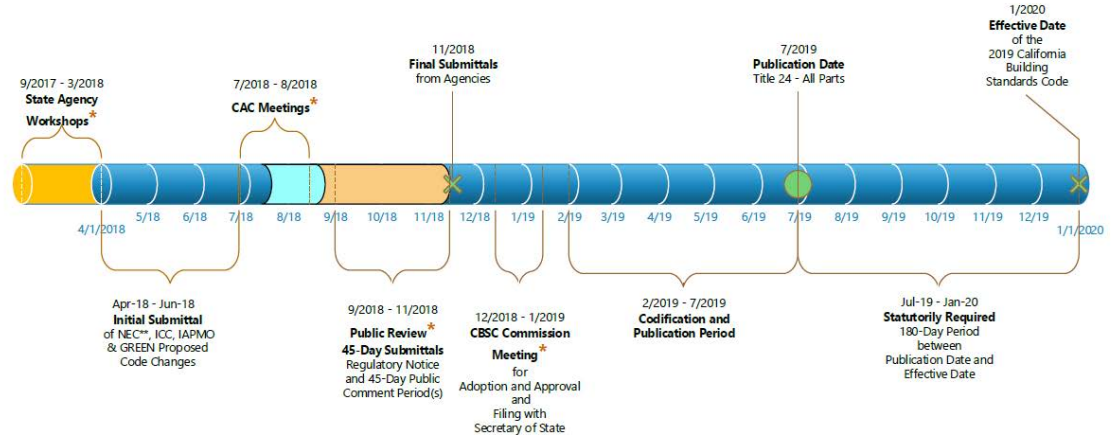 9/2017 - 3/2018
State Agency
Workshops*
7/2018 - 8/2018
CAC Meetings*
11/2018
Final Submittals
from Agencies
7/2019
Publication Date
Title 24 - All Parts
1/2020
Effective Date
of the
2019 California
Building
Standards Code
4/1/2018
5/18
6/18
7/18
8/18
9/18
10/18
11/18
12/18
1/19
2/19
3/19
4/19
5/19
6/19
7/19
8/19
9/19
10/19
11/19
12/19
1/1/2020
Apr-18 - Jun-18
Initial Submittal
of NEC**, ICC, IAPMO
& GREEN Proposed
Code Changes
9/2018 - 11/2018
Public Review*
45-Day Submittals
Regulatory Notice
and 45-Day Public
Comment Period(s)
12/2018 - 1/2019
CBSC Commission
Meeting*
for
Adoption and Approval
and
Filing with
Secretary of State
2/2019 - 7/2019
Codification and
Publication Period
Jul-19 - Jan-20
Statutorily Required
180-Day Period
between
Publication Date and
Effective Date